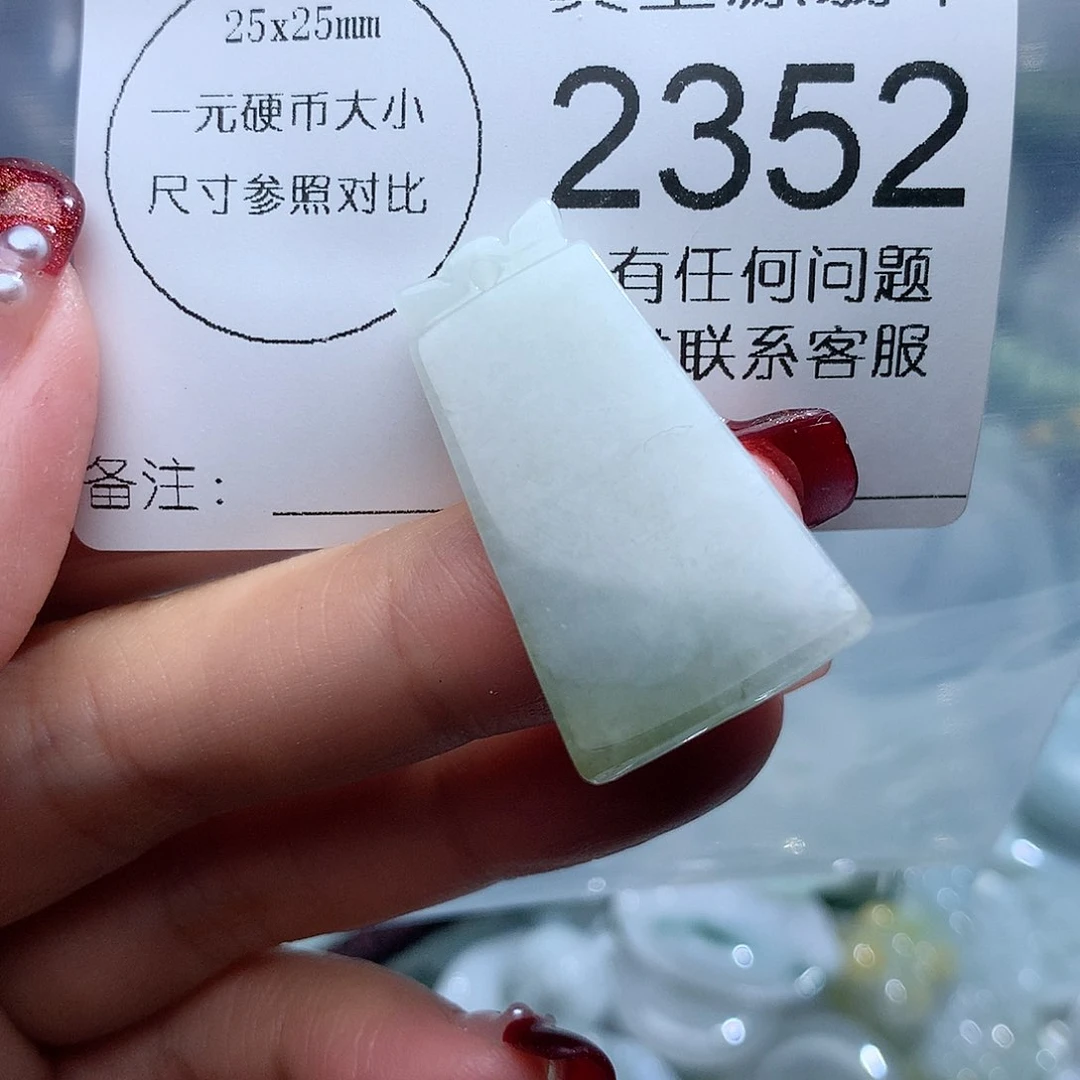 25x25mm
一元硬币大小
尺寸参照对比
2352
有任何问题
联系客服
备注：